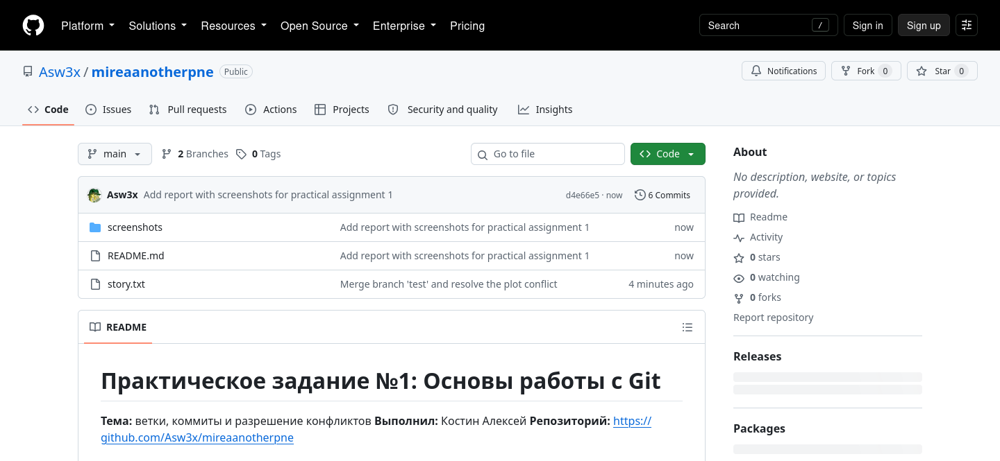 Platform Solutions Resources Open Source Enterprise Pricing Search / Sign in Sign up
Asw3x / mireaanotherpne Public Notifications Fork 0 Star 0
Code Issues Pull requests Actions Projects Security and quality Insights
main 2 Branches 0 Tags Go to file Code
Asw3x Add report with screenshots for practical assignment 1 d4e66e5 · now 6 Commits
screenshots Add report with screenshots for practical assignment 1 now
README.md Add report with screenshots for practical assignment 1 now
story.txt Merge branch 'test' and resolve the plot conflict 4 minutes ago
README
Практическое задание №1: Основы работы с Git
Тема: ветки, коммиты и разрешение конфликтов Выполнил: Костин Алексей Репозиторий: https://
github.com/Asw3x/mireaanotherpne
About
No description, website, or topics
provided.
Readme
Activity
0 stars
0 watching
0 forks
Report repository
Releases
Packages